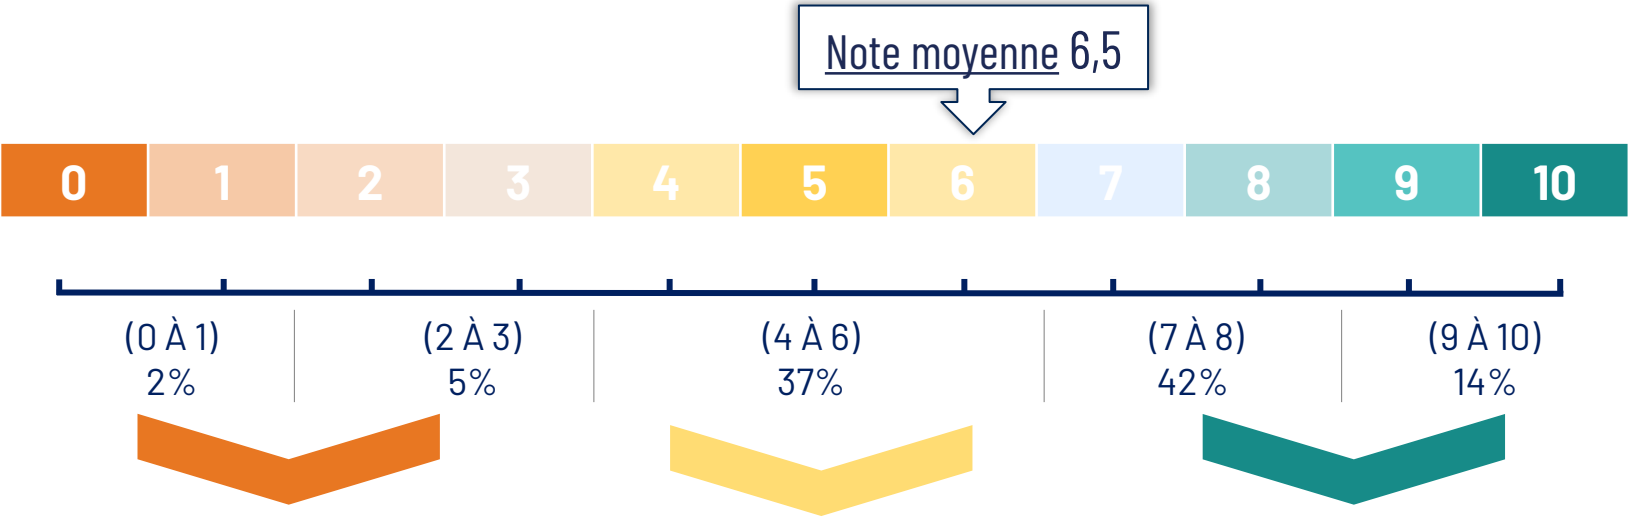 Note moyenne 6,5
0 1 2 3 4 5 6 7 8 9 10
(0 À 1) (2 À 3) (4 À 6) (7 À 8) (9 À 10)
2% 5% 37% 42% 14%